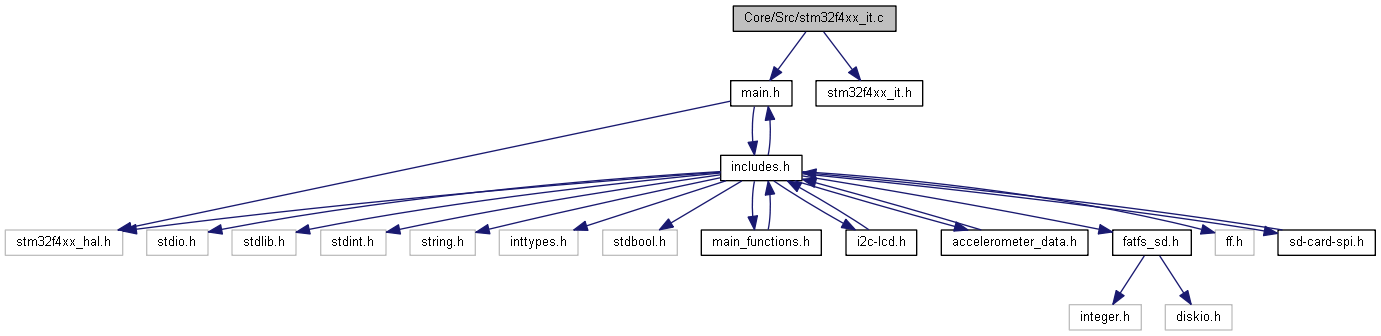 Core/Src/stm32f4xx_it.c
main.h
stm32f4xx_it.h
includes.h
stm32f4xx_hal.h
stdio.h
stdlib.h
stdint.h
string.h
inttypes.h
stdbool.h
main_functions.h
i2c-lcd.h
accelerometer_data.h
fatfs_sd.h
ff.h
sd-card-spi.h
integer.h
diskio.h